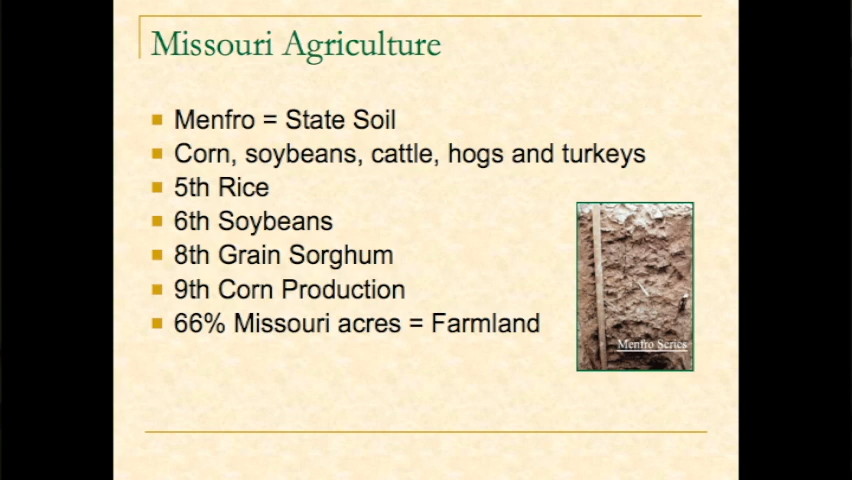 Missouri Agriculture
Menfro = State Soil
Corn, soybeans, cattle, hogs and turkeys
5th Rice
6th Soybeans
8th Grain Sorghum
9th Corn Production
66% Missouri acres = Farmland
Menfro Series